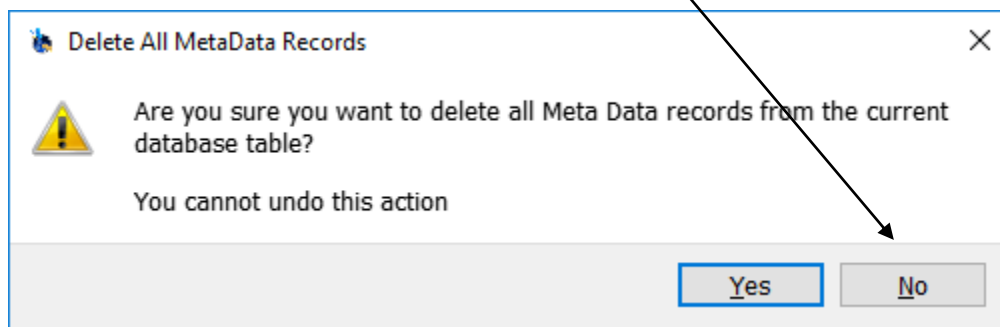 Delete All MetaData Records
Are you sure you want to delete all Meta Data records from the current
database table?
You cannot undo this action
Yes No